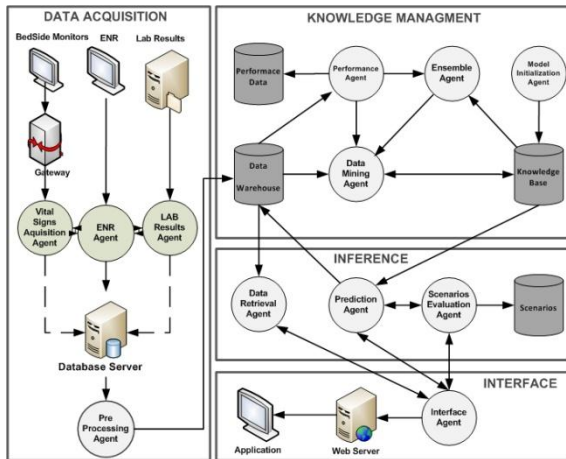 DATA ACQUISITION
BedSide Monitors
ENR
Lab Results
Gateway
Vital
Signs
Aquisition
Agent
ENR
Agent
LAB
Results
Agent
Database Server
Pre
Processing
Agent
KNOWLEDGE MANAGMENT
Performace
Data
Performance
Agent
Ensemble
Agent
Model
Initialization
Agent
Data
Warehouse
Data
Mining
Agent
Knowledge
Base
INFERENCE
Data
Retrieval
Agent
Prediction
Agent
Scenarios
Evaluation
Agent
Scenarios
INTERFACE
Application
Web Server
Interface
Agent